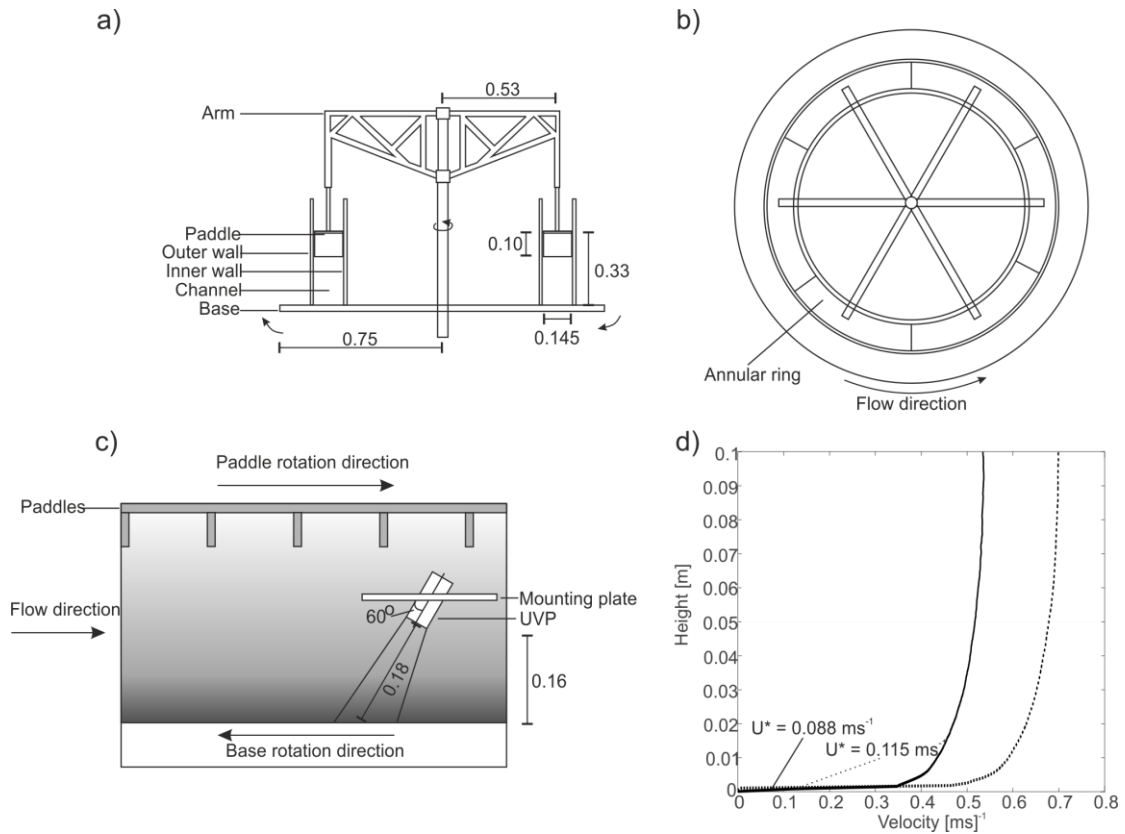 a)
0.53
Arm
Paddle
Outer wall
Inner wall
Channel
Base
0.10
0.33
0.75
0.145
b)
Annular ring
Flow direction
c)
Paddle rotation direction
Paddles
Flow direction
60o
Mounting plate
UVP
0.18
0.16
Base rotation direction
d)
0.1
0.09
0.08
0.07
0.06
0.05
0.04
0.03
0.02
0.01
0
Height [m]
U* = 0.088 ms-1
U* = 0.115 ms
0 0.1 0.2 0.3 0.4 0.5 0.6 0.7 0.8
Velocity [ms]-1